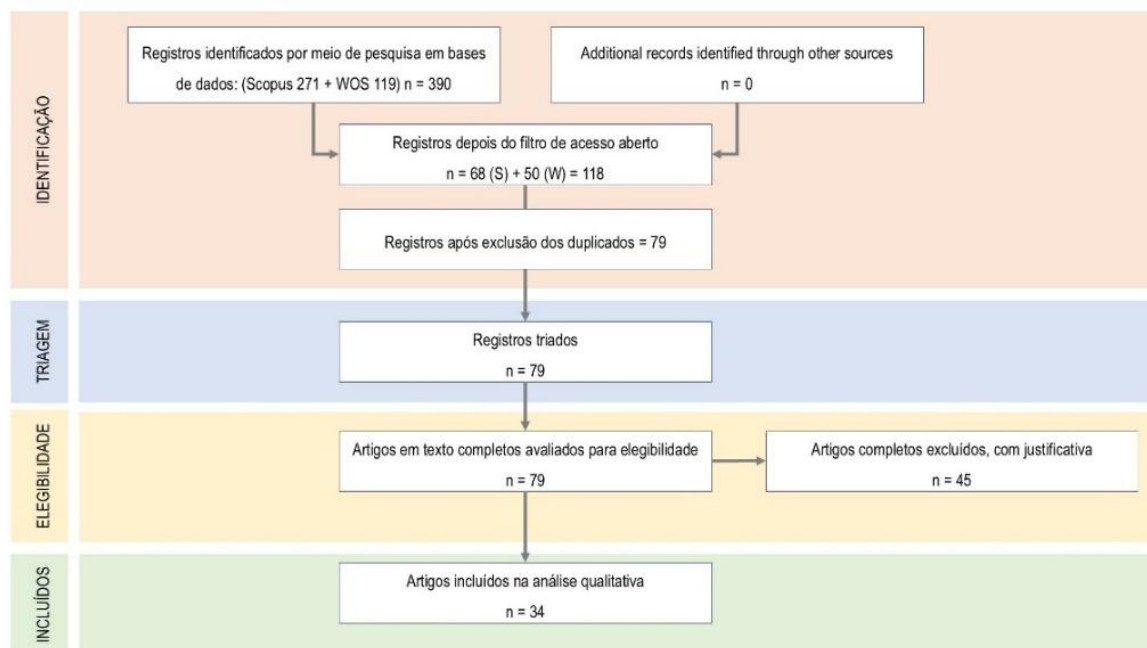 IDENTIFICAÇÃO
Registros identificados por meio de pesquisa em bases
de dados: (Scopus 271 + WOS 119) n = 390
Additional records identified through other sources
n = 0
Registros depois do filtro de acesso aberto
n = 68 (S) + 50 (W) = 118
Registros após exclusão dos duplicados = 79
TRIAGEM
Registros triados
n = 79
ELEGIBILIDADE
Artigos em texto completos avaliados para elegibilidade
n = 79
Artigos completos excluídos, com justificativa
n = 45
INCLUÍDOS
Artigos incluídos na análise qualitativa
n = 34